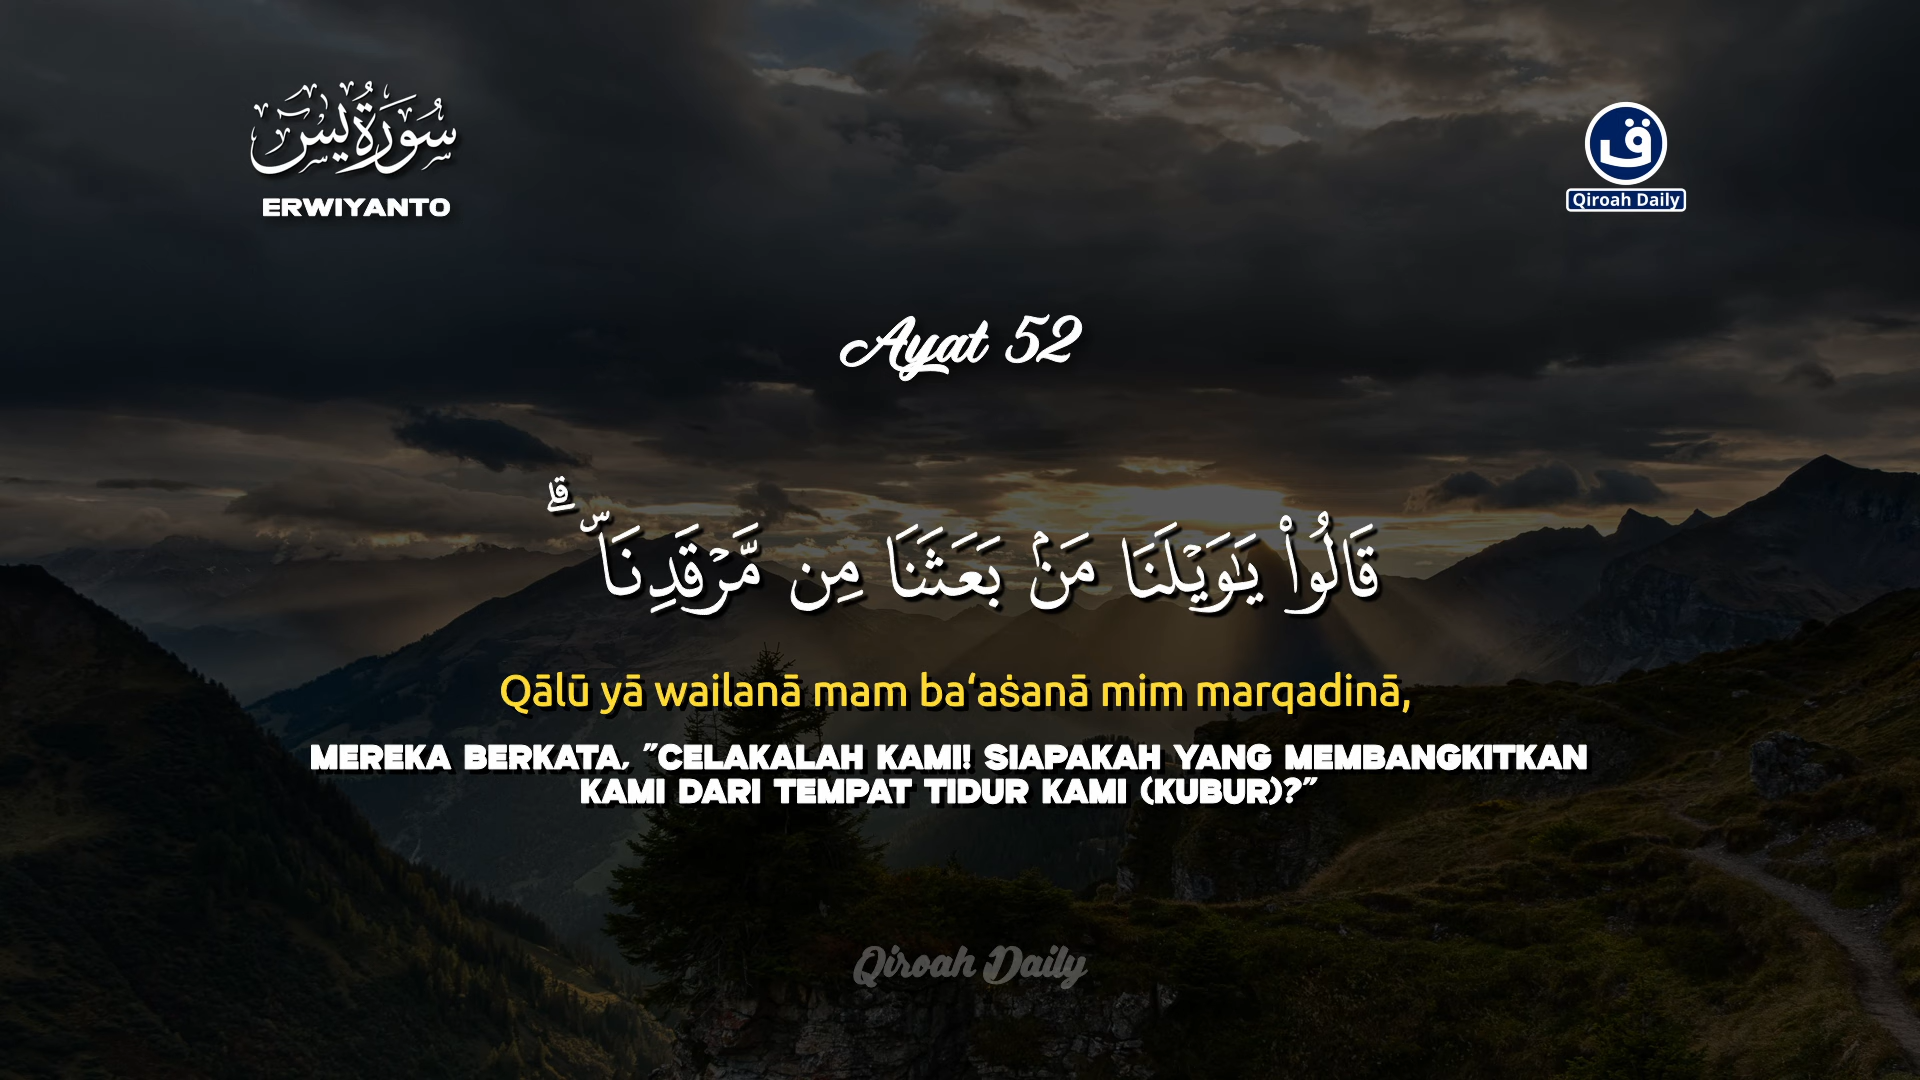 سُورَةُ يسٓ
ERWIYANTO
ق
Qiroah Daily
Ayat 52
قَالُوا۟ يَٰوَيْلَنَا مَنۢ بَعَثَنَا مِن مَّرْقَدِنَا ۜ ۗ
Qālū yā wailanā mam ba‘aṡanā mim marqadinā,
MEREKA BERKATA, "CELAKALAH KAMI! SIAPAKAH YANG MEMBANGKITKAN
KAMI DARI TEMPAT TIDUR KAMI (KUBUR)?"
Qiroah Daily